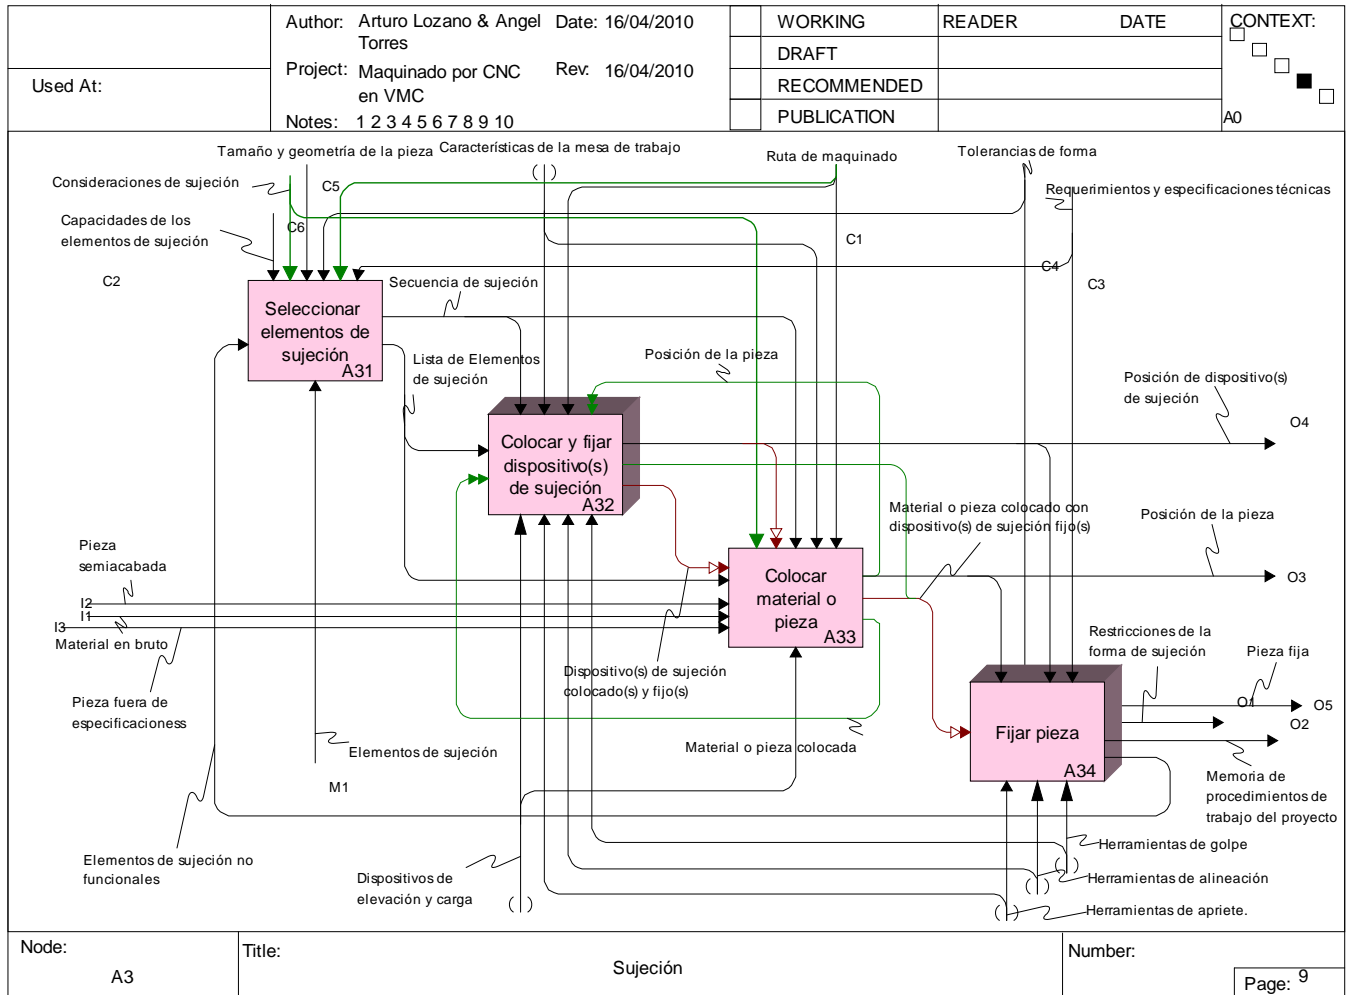 Used At:
Author: Arturo Lozano & Angel
Torres
Date: 16/04/2010
Project: Maquinado por CNC
en VMC
Rev: 16/04/2010
Notes: 1 2 3 4 5 6 7 8 9 10
WORKING
DRAFT
RECOMMENDED
PUBLICATION
READER
DATE
CONTEXT:
A0
Tamaño y geometría de la pieza
Características de la mesa de trabajo
Ruta de maquinado
Tolerancias de forma
Consideraciones de sujeción
C5
Requerimientos y especificaciones técnicas
Capacidades de los
elementos de sujeción
C6
C1
C2
C4
C3
Secuencia de sujeción
Seleccionar
elementos de
sujeción
A31
Lista de Elementos
de sujeción
Posición de la pieza
Posición de dispositivo(s)
de sujeción
O4
Colocar y fijar
dispositivo(s)
de sujeción
A32
Material o pieza colocado con
dispositivo(s) de sujeción fijo(s)
Posición de la pieza
O3
Pieza
semiacabada
I2
I1
I3
Material en bruto
Colocar
material o
pieza
A33
Pieza fuera de
especificacioness
Dispositivo(s) de sujeción
colocado(s) y fijo(s)
Restricciones de la
forma de sujeción
Pieza fija
O1
O5
O2
Elementos de sujeción
M1
Material o pieza colocada
Fijar pieza
A34
Memoria de
procedimientos de
trabajo del proyecto
Elementos de sujeción no
funcionales
Dispositivos de
elevación y carga
Herramientas de golpe
Herramientas de alineación
Herramientas de apriete.
Node:
A3
Title:
Sujeción
Number:
Page: 9